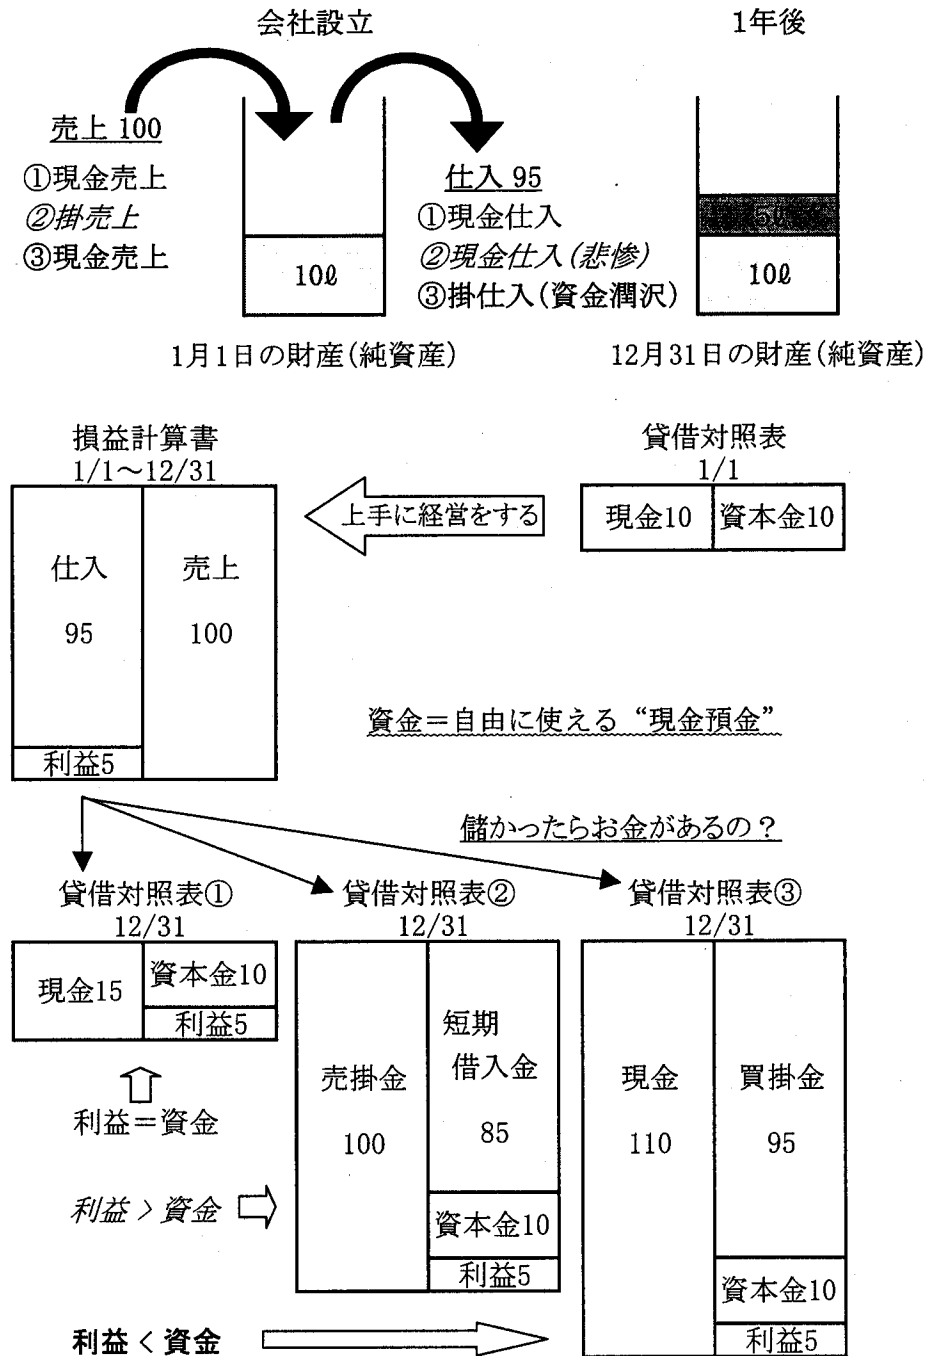 会社設立
1年後
売上 100
①現金売上
②掛売上
③現金売上
仕入 95
①現金仕入
②現金仕入(悲惨)
③掛仕入(資金潤沢)
10ℓ
5ℓ
10ℓ
1月1日の財産(純資産)
12月31日の財産(純資産)
損益計算書
1/1～12/31
仕入
95
売上
100
利益5
上手に経営をする
貸借対照表
1/1
現金10
資本金10
資金＝自由に使える“現金預金”
儲かったらお金があるの？
貸借対照表①
12/31
現金15
資本金10
利益5
利益＝資金
貸借対照表②
12/31
売掛金
100
短期
借入金
85
資本金10
利益5
利益＞資金
貸借対照表③
12/31
現金
110
買掛金
95
資本金10
利益5
利益＜資金